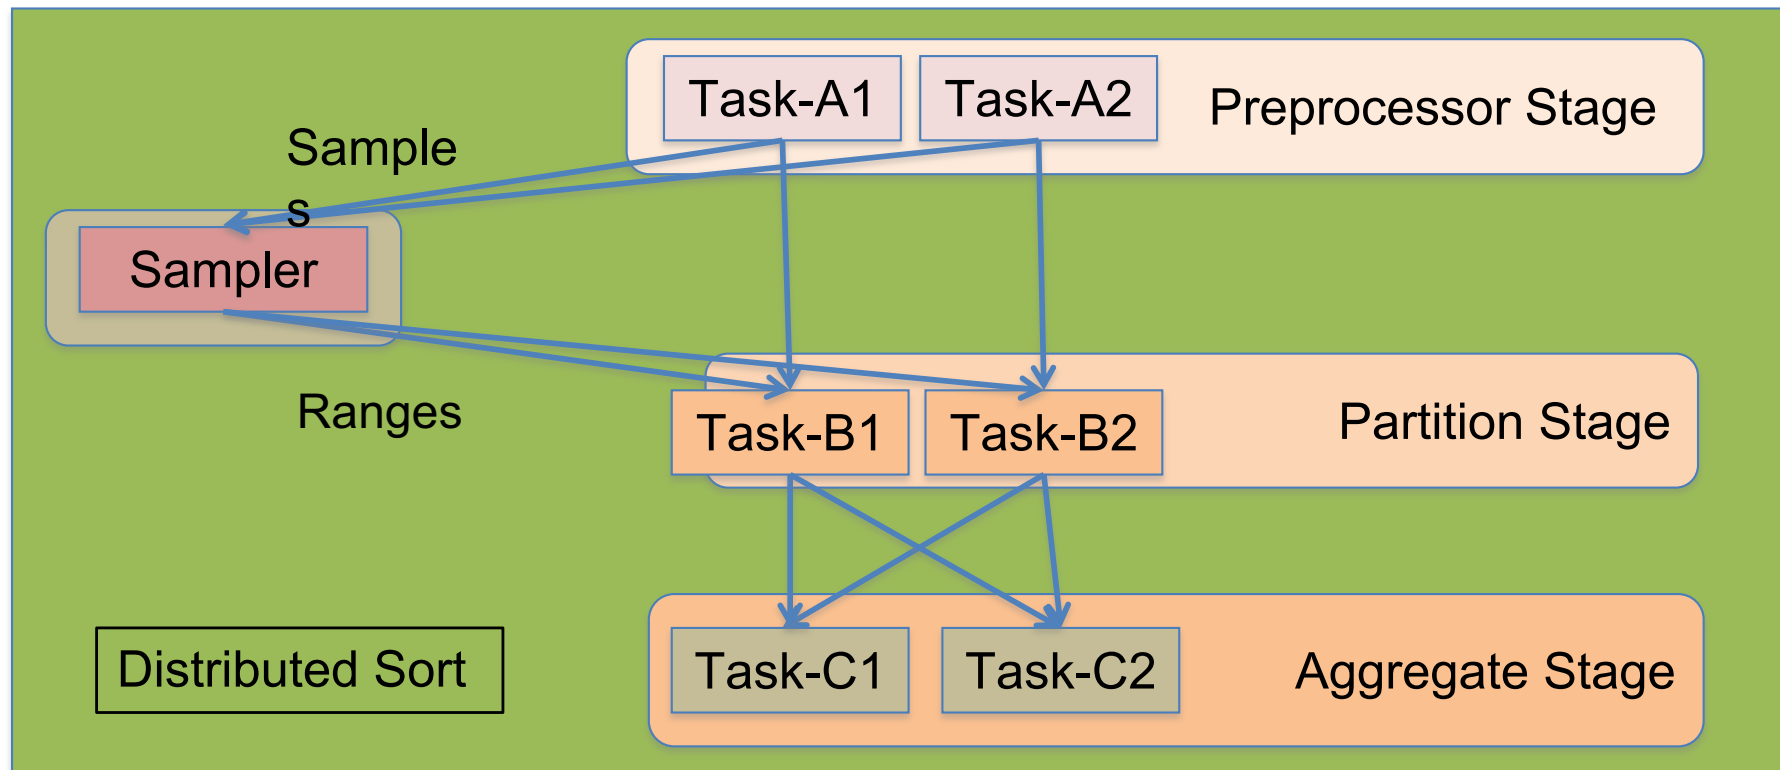 Task-A1
Task-A2
Preprocessor Stage
Sample
s
Sampler
Ranges
Task-B1
Task-B2
Partition Stage
Distributed Sort
Task-C1
Task-C2
Aggregate Stage